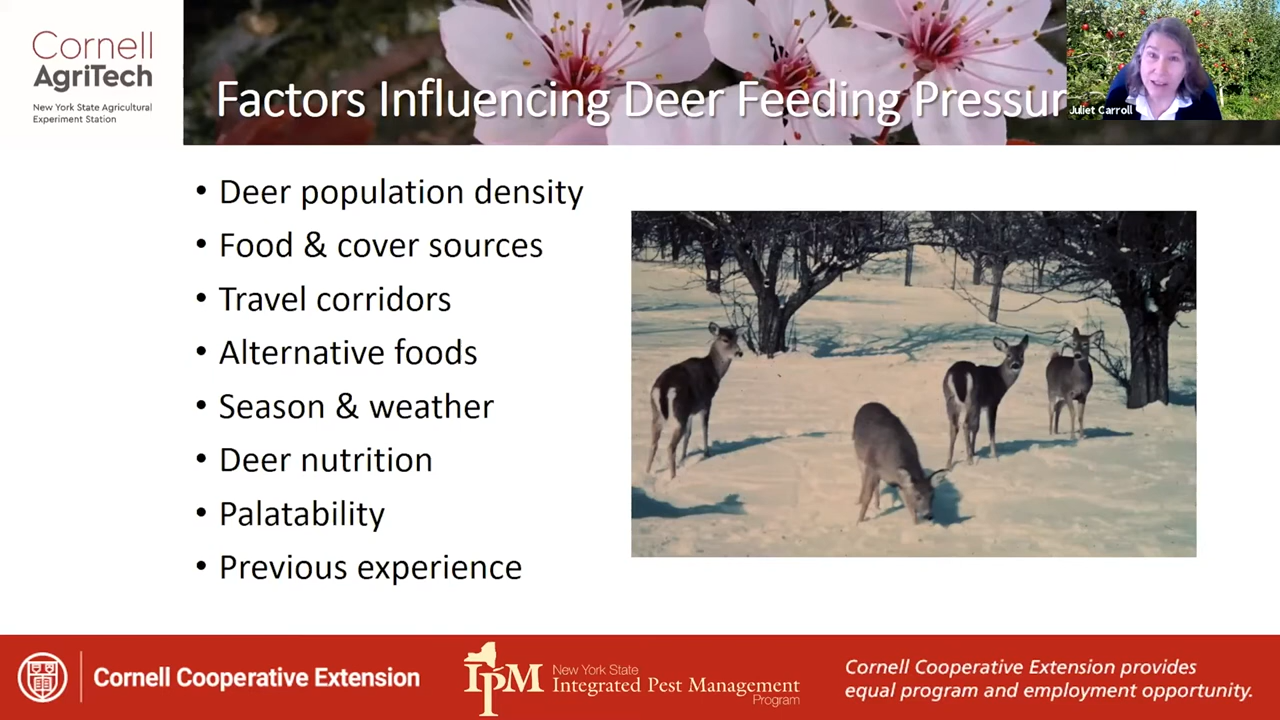 Cornell
AgriTech
New York State Agricultural
Experiment Station
Factors Influencing Deer Feeding Pressur
Juliet Carroll
• Deer population density
• Food & cover sources
• Travel corridors
• Alternative foods
• Season & weather
• Deer nutrition
• Palatability
• Previous experience
Cornell Cooperative Extension
IPM
New York State
Integrated Pest Management
Program
Cornell Cooperative Extension provides
equal program and employment opportunity.